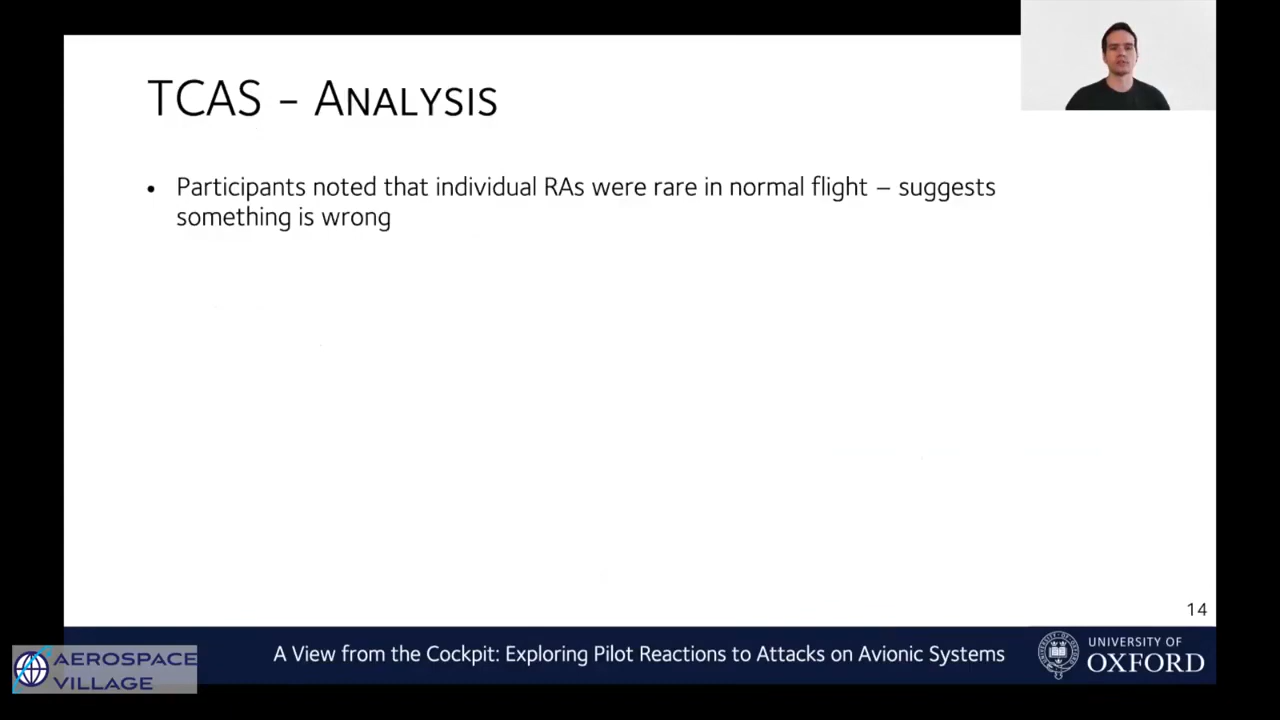 TCAS – ANALYSIS
• Participants noted that individual RAs were rare in normal flight – suggests
something is wrong
14
A View from the Cockpit: Exploring Pilot Reactions to Attacks on Avionic Systems
UNIVERSITY OF
OXFORD
AEROSPACE
VILLAGE